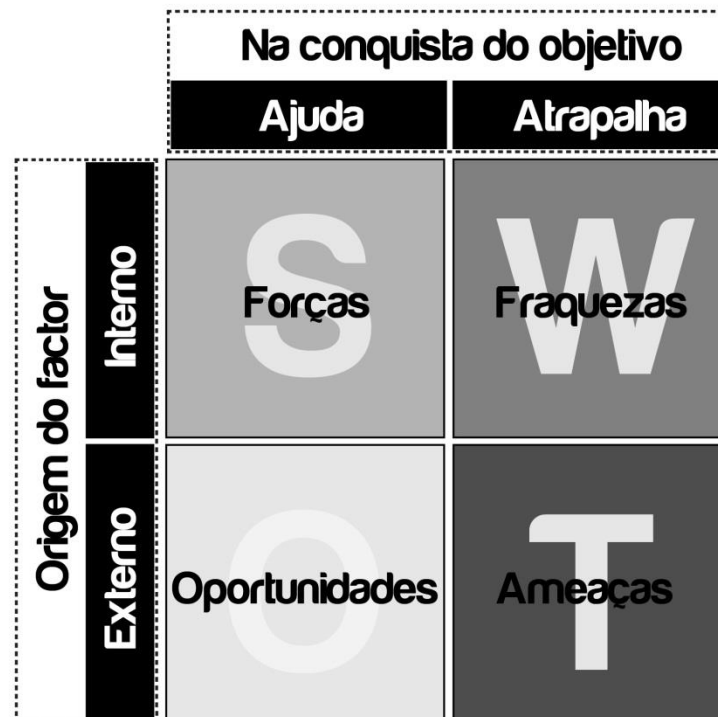 Na conquista do objetivo
Ajuda
Atrapalha
Origem do factor
Interno
S
Forças
W
Fraquezas
Externo
O
Oportunidades
T
Ameaças